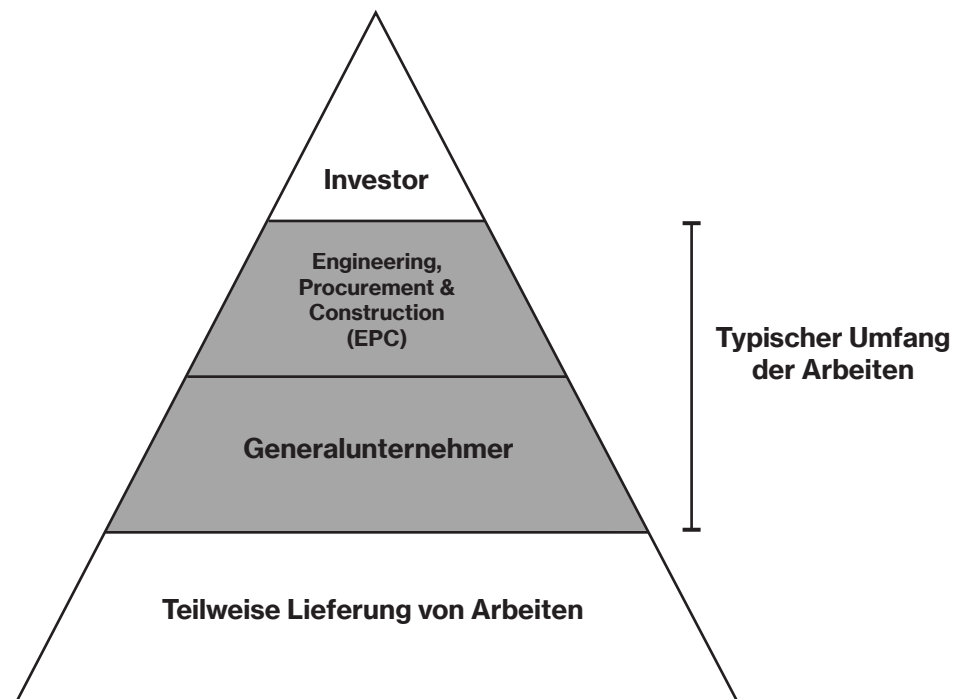 Investor
Engineering,
Procurement &
Construction
(EPC)
Typischer Umfang
der Arbeiten
Generalunternehmer
Teilweise Lieferung von Arbeiten